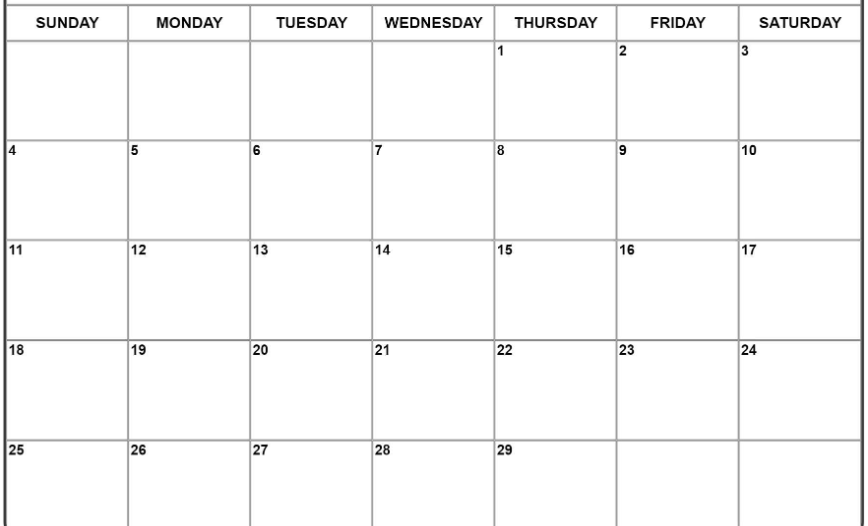 SUNDAY MONDAY TUESDAY WEDNESDAY THURSDAY FRIDAY SATURDAY
1 2 3
4 5 6 7 8 9 10
11 12 13 14 15 16 17
18 19 20 21 22 23 24
25 26 27 28 29